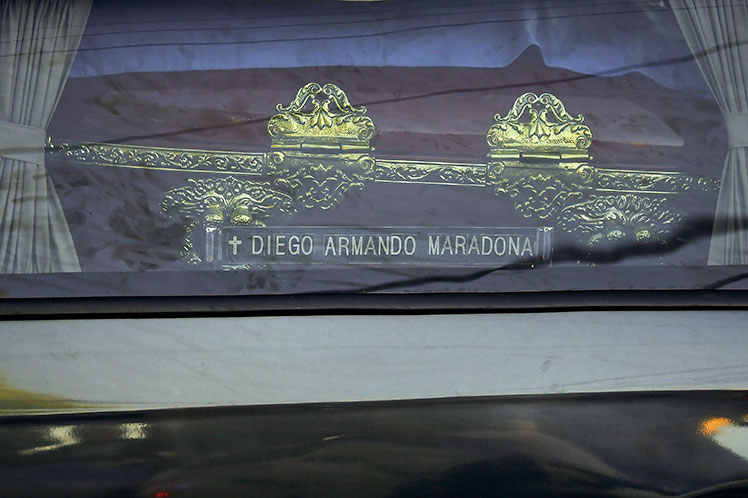 ✝ DIEGO ARMANDO MARADONA